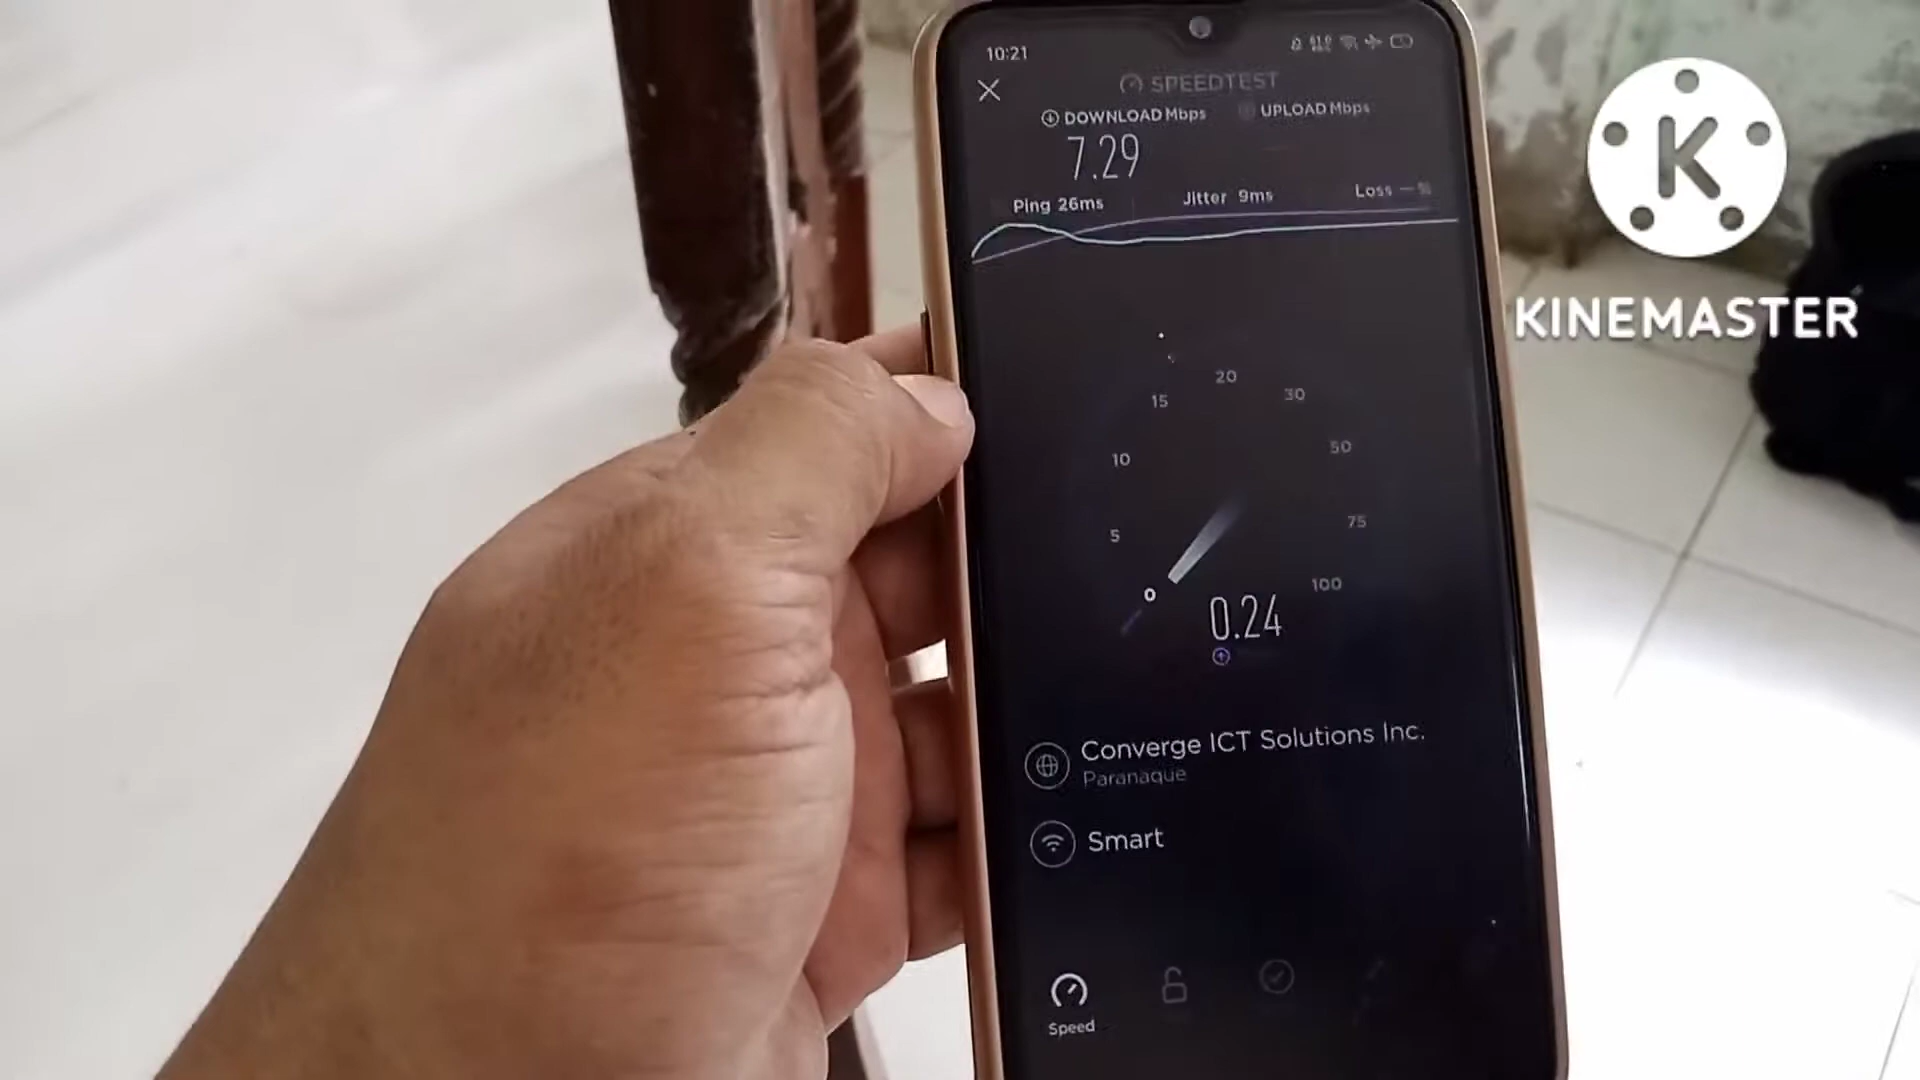 10:21
SPEEDTEST
DOWNLOAD Mbps
UPLOAD Mbps
7.29
Ping 26ms
Jitter 9ms
Loss — %
20
15
30
10
50
5
75
0
100
0.24
Converge ICT Solutions Inc.
Paranaque
Smart
Speed
K
KINEMASTER